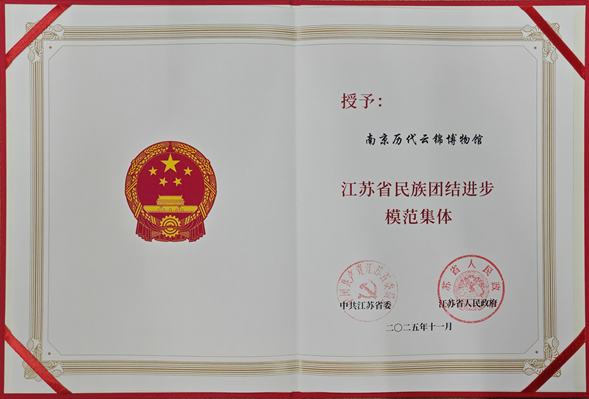 授予：
南京历代云锦博物馆
江苏省民族团结进步
模范集体
中共江苏省委
江苏省人民政府
二〇二五年十一月